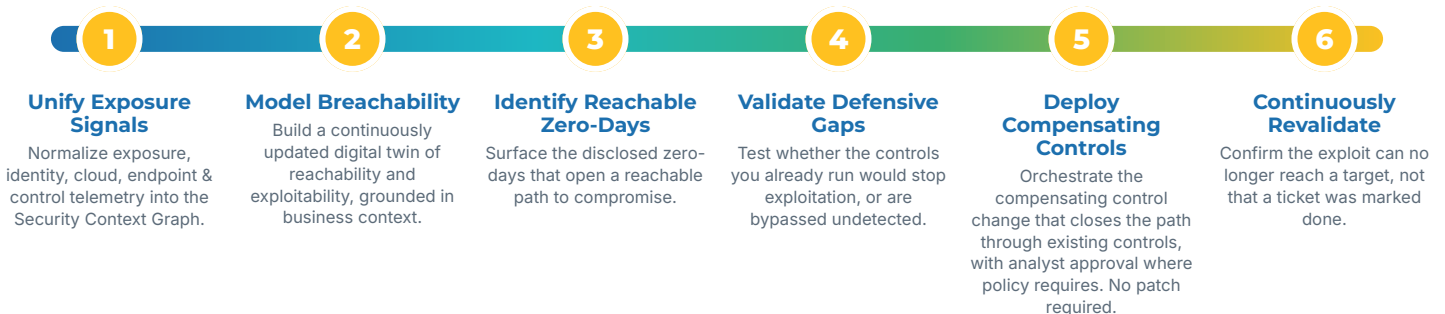 1
Unify Exposure
Signals
Normalize exposure,
identity, cloud, endpoint &
control telemetry into the
Security Context Graph.
2
Model Breachability
Build a continuously
updated digital twin of
reachability and
exploitability, grounded in
business context.
3
Identify Reachable
Zero-Days
Surface the disclosed zero-
days that open a reachable
path to compromise.
4
Validate Defensive
Gaps
Test whether the controls
you already run would stop
exploitation, or are
bypassed undetected.
5
Deploy
Compensating
Controls
Orchestrate the
compensating control
change that closes the path
through existing controls,
with analyst approval where
policy requires. No patch
required.
6
Continuously
Revalidate
Confirm the exploit can no
longer reach a target, not
that a ticket was marked
done.